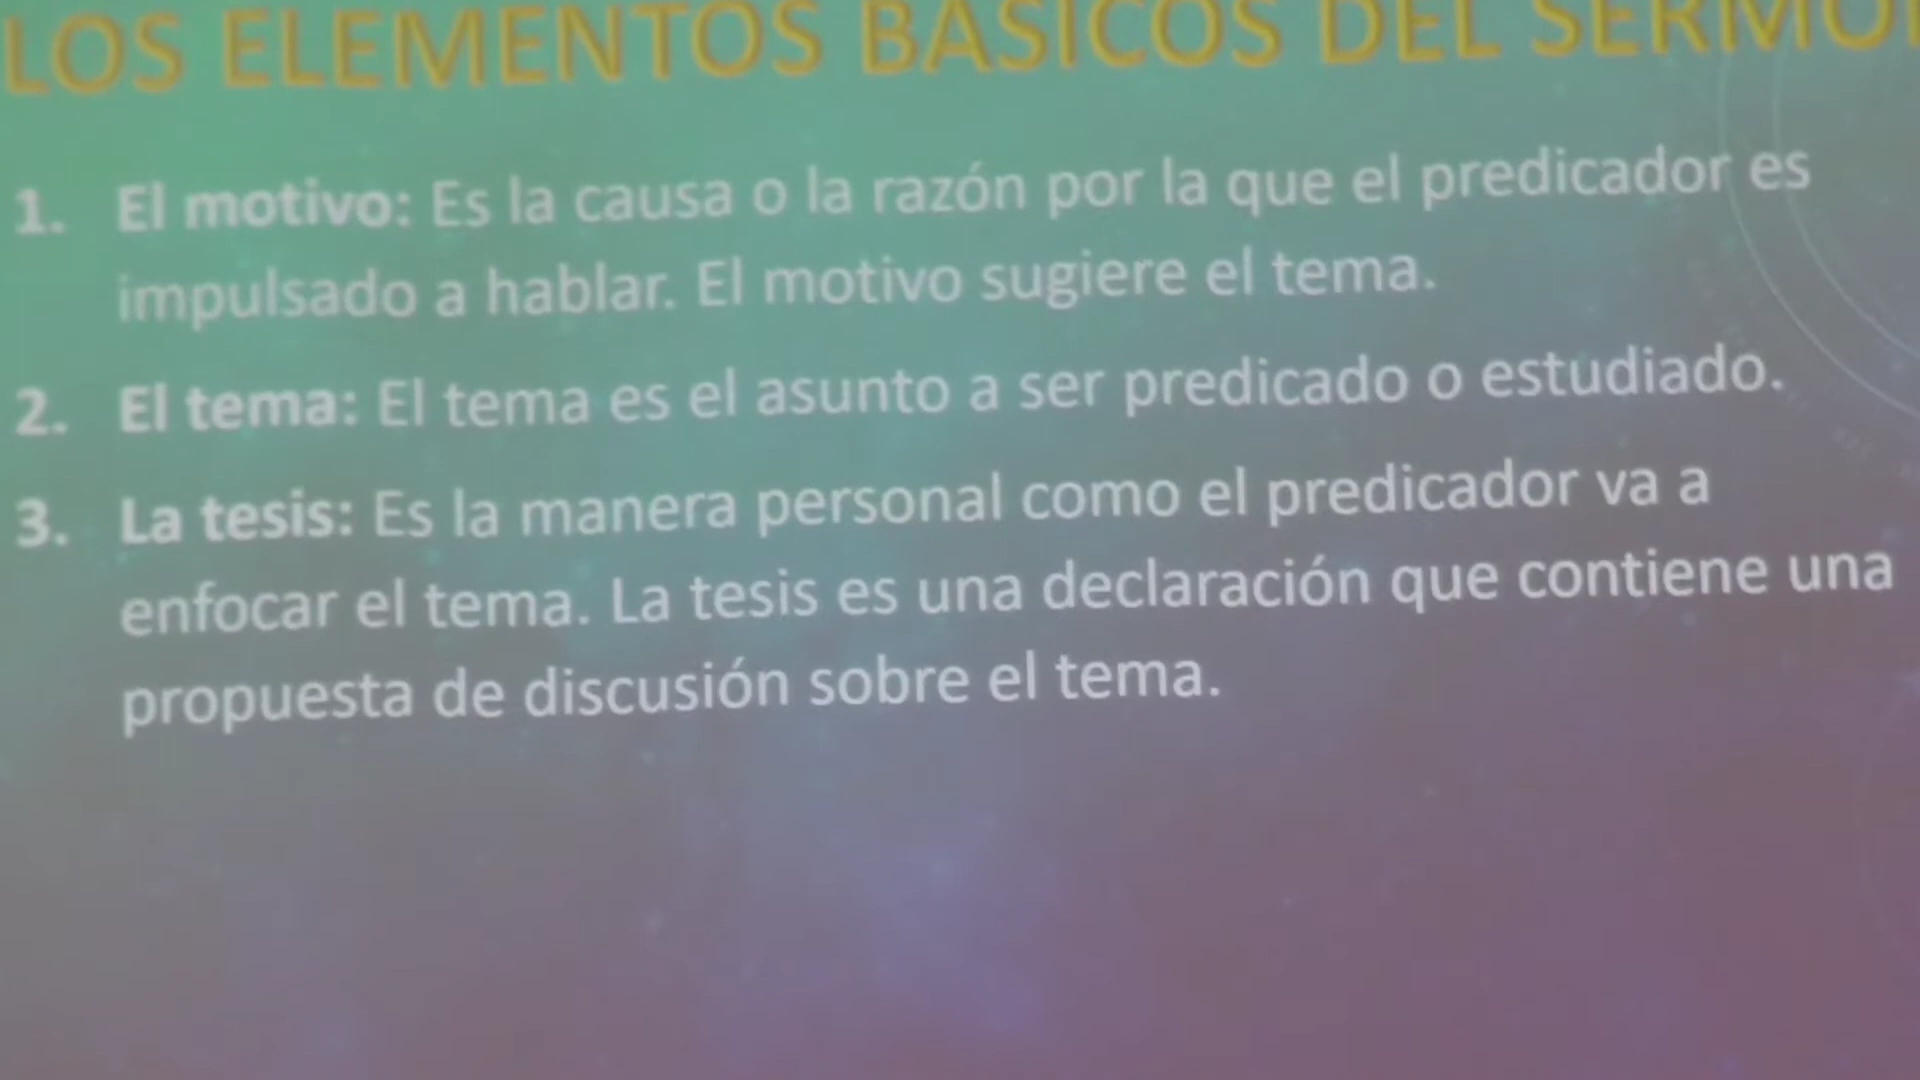 LOS ELEMENTOS BÁSICOS DEL
1. El motivo: Es la causa o la razón por la que el predicador es
impulsado a hablar. El motivo sugiere el tema.
2. El tema: El tema es el asunto a ser predicado o estudiado.
3. La tesis: Es la manera personal como el predicador va a
enfocar el tema. La tesis es una declaración que contiene una
propuesta de discusión sobre el tema.